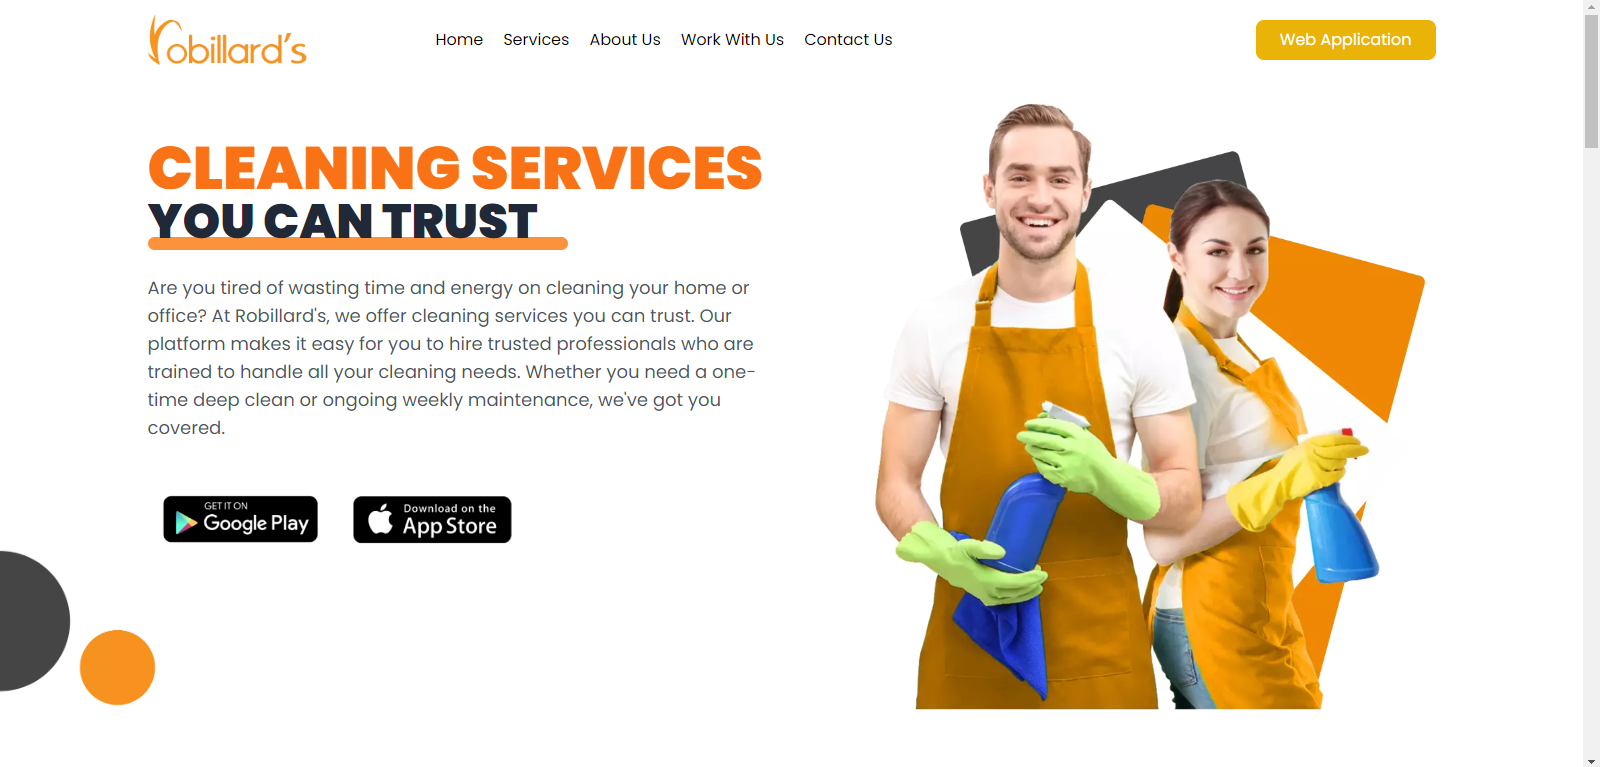 Robillard's
Home Services About Us Work With Us Contact Us
Web Application
CLEANING SERVICES
YOU CAN TRUST
Are you tired of wasting time and energy on cleaning your home or
office? At Robillard's, we offer cleaning services you can trust. Our
platform makes it easy for you to hire trusted professionals who are
trained to handle all your cleaning needs. Whether you need a one-
time deep clean or ongoing weekly maintenance, we've got you
covered.
GET IT ON
Google Play
Download on the
App Store